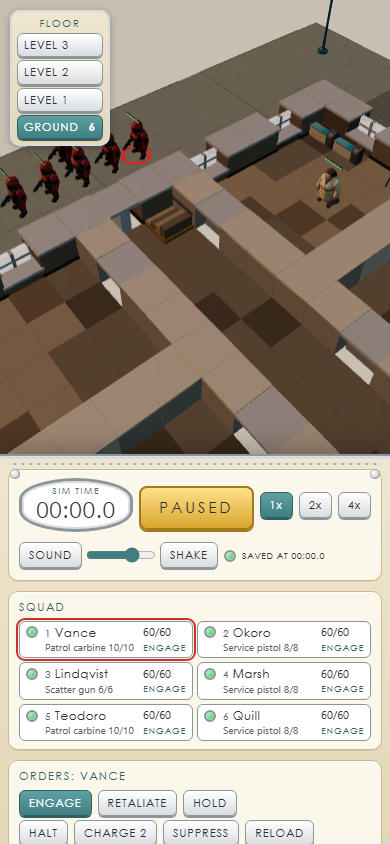 FLOOR
LEVEL 3
LEVEL 2
LEVEL 1
GROUND 6
SIM TIME
00:00.0
PAUSED
1x 2x 4x
SOUND SHAKE SAVED AT 00:00.0
SQUAD
1 Vance 60/60
Patrol carbine 10/10 ENGAGE
2 Okoro 60/60
Service pistol 8/8 ENGAGE
3 Lindqvist 60/60
Scatter gun 6/6 ENGAGE
4 Marsh 60/60
Service pistol 8/8 ENGAGE
5 Teodoro 60/60
Patrol carbine 10/10 ENGAGE
6 Quill 60/60
Service pistol 8/8 ENGAGE
ORDERS: VANCE
ENGAGE RETALIATE HOLD
HALT CHARGE 2 SUPPRESS RELOAD